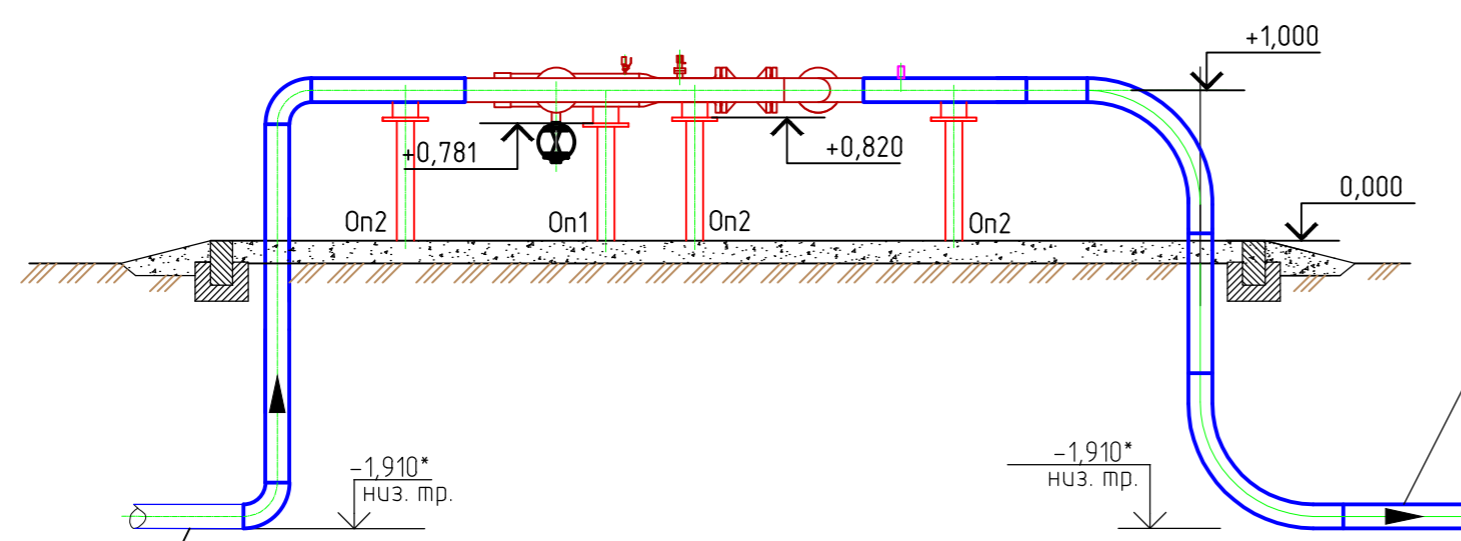 +1,000
+0,781
+0,820
0,000
Оп2
Оп1
Оп2
Оп2
-1,910*
низ. тр.
-1,910*
низ. тр.